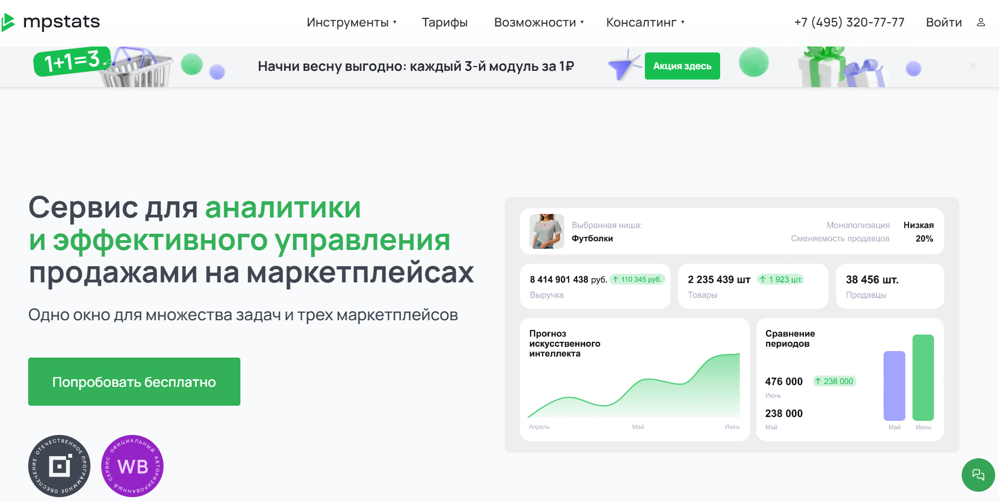 mpstats
Инструменты
Тарифы
Возможности
Консалтинг
+7 (495) 320-77-77
Войти
1+1=3
Начни весну выгодно: каждый 3-й модуль за 1₽
Акция здесь
Сервис для аналитики
и эффективного управления
продажами на маркетплейсах
Одно окно для множества задач и трех маркетплейсов
Попробовать бесплатно
ОТЕЧЕСТВЕННОЕ ПРОГРАММНОЕ ОБЕСПЕЧЕНИЕ
ОФИЦИАЛЬНЫЙ АВТОРИЗИРОВАННЫЙ СЕРВИС
WB
Выбранная ниша:
Футболки
Монополизация Низкая
Сменяемость продавцов 20%
8 414 901 438 руб. ↑ 110 345 руб.
Выручка
2 235 439 шт ↑ 1 923 шт.
Товары
38 456 шт.
Продавцы
Прогноз
искусственного
интеллекта
Апрель Май Июнь
Сравнение
периодов
476 000 ↑ 238 000
Июнь
238 000
Май
Май Июнь